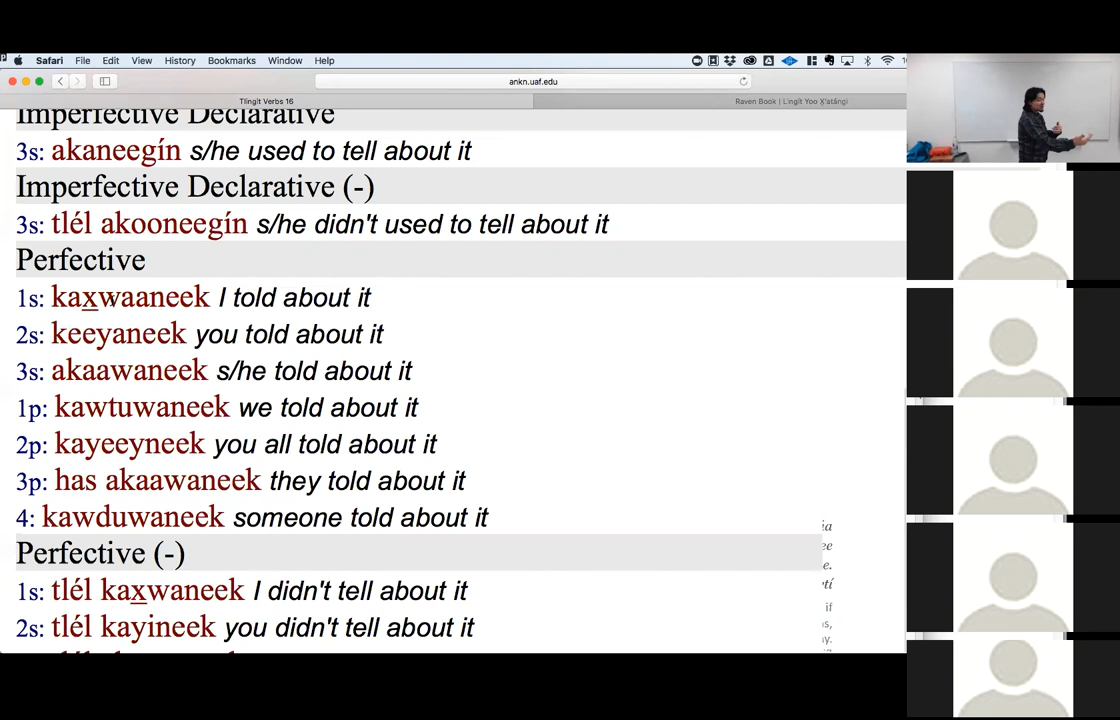 Safari File Edit View History Bookmarks Window Help
ankn.uaf.edu
Tlingit Verbs 16 Raven Book | Lingít Yoo X̱ʼatángi
Imperfective Declarative
3s: akaneegín s/he used to tell about it
Imperfective Declarative (-)
3s: tlél akooneegín s/he didn't used to tell about it
Perfective
1s: kax̱waaneek I told about it
2s: keeyaneek you told about it
3s: akaawaneek s/he told about it
1p: kawtuwaneek we told about it
2p: kayeeyneek you all told about it
3p: has akaawaneek they told about it
4: kawduwaneek someone told about it
Perfective (-)
1s: tlél kax̱waneek I didn't tell about it
2s: tlél kayineek you didn't tell about it